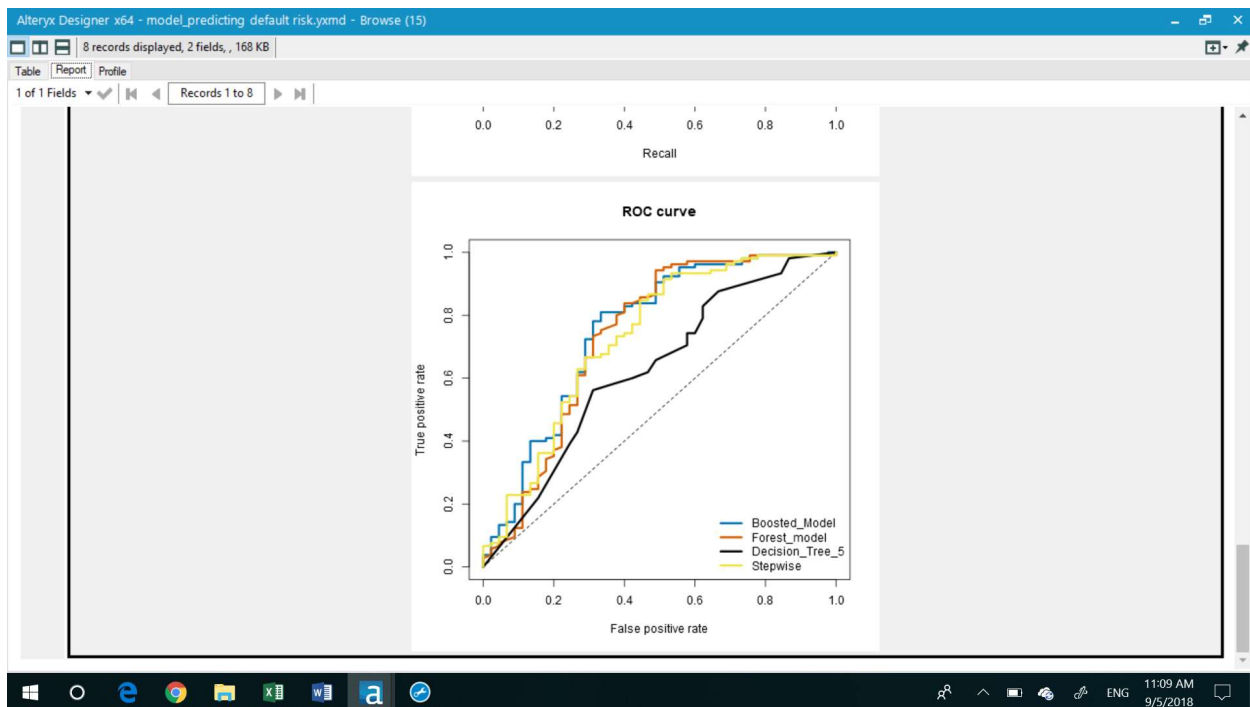 Alteryx Designer x64 - model_predicting default risk.yxmd - Browse (15)
8 records displayed, 2 fields, , 168 KB
Table Report Profile
1 of 1 Fields Records 1 to 8
0.0 0.2 0.4 0.6 0.8 1.0
Recall
ROC curve
True positive rate
1.0
0.8
0.6
0.4
0.2
0.0
Boosted_Model
Forest_model
Decision_Tree_5
Stepwise
0.0 0.2 0.4 0.6 0.8 1.0
False positive rate
ENG
11:09 AM
9/5/2018